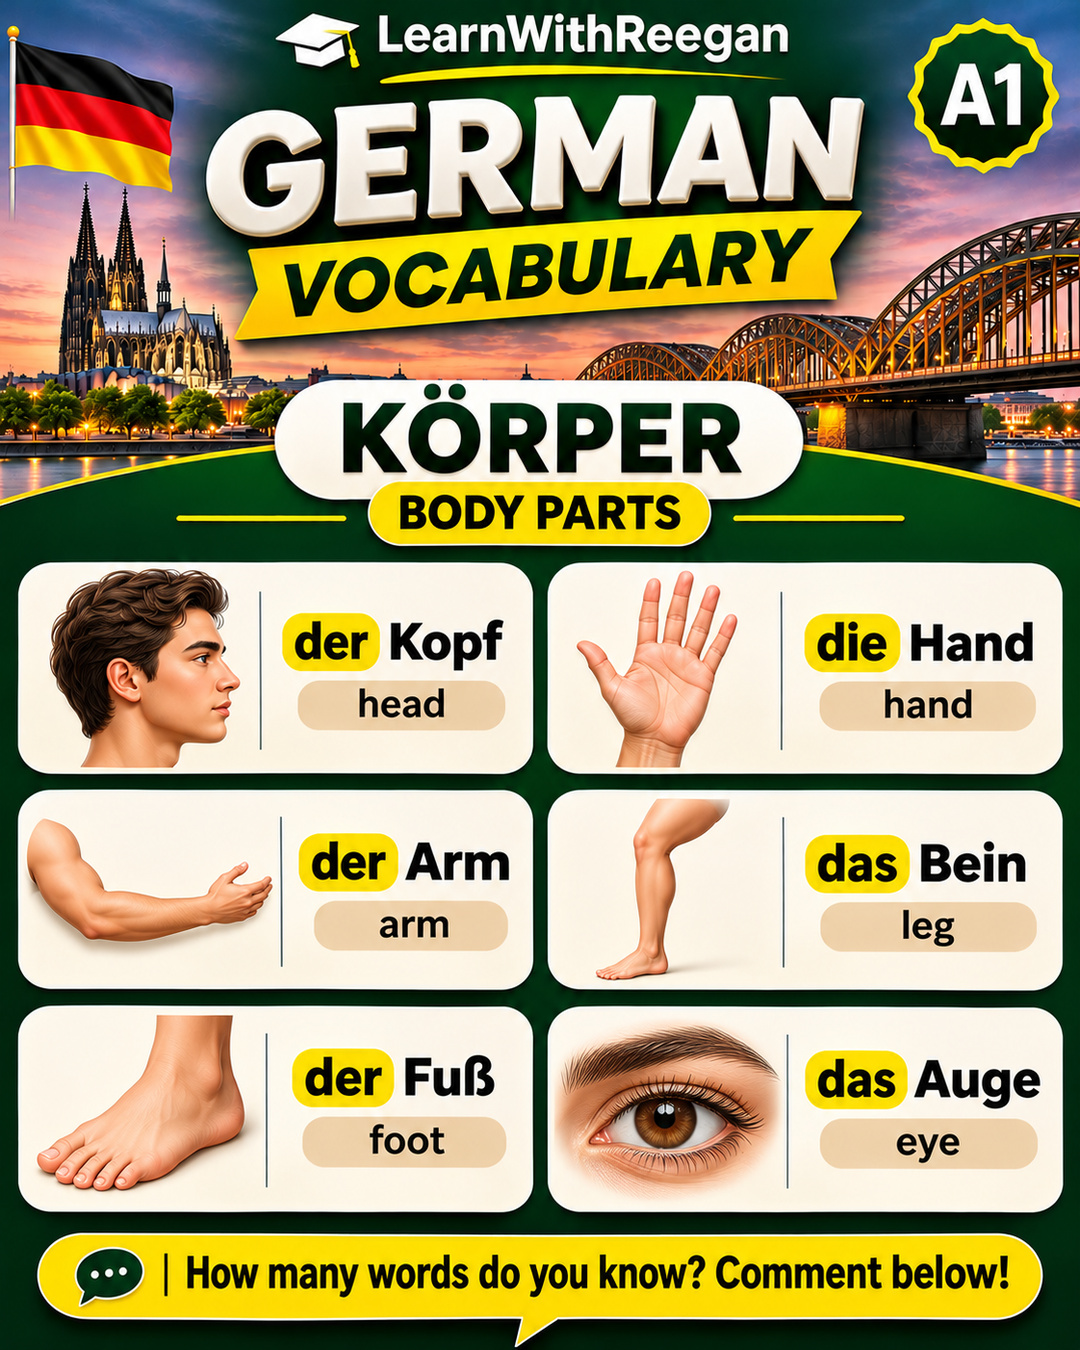 LearnWithReegan
A1
GERMAN
VOCABULARY
KÖRPER
BODY PARTS
der Kopf
head
die Hand
hand
der Arm
arm
das Bein
leg
der Fuß
foot
das Auge
eye
How many words do you know? Comment below!